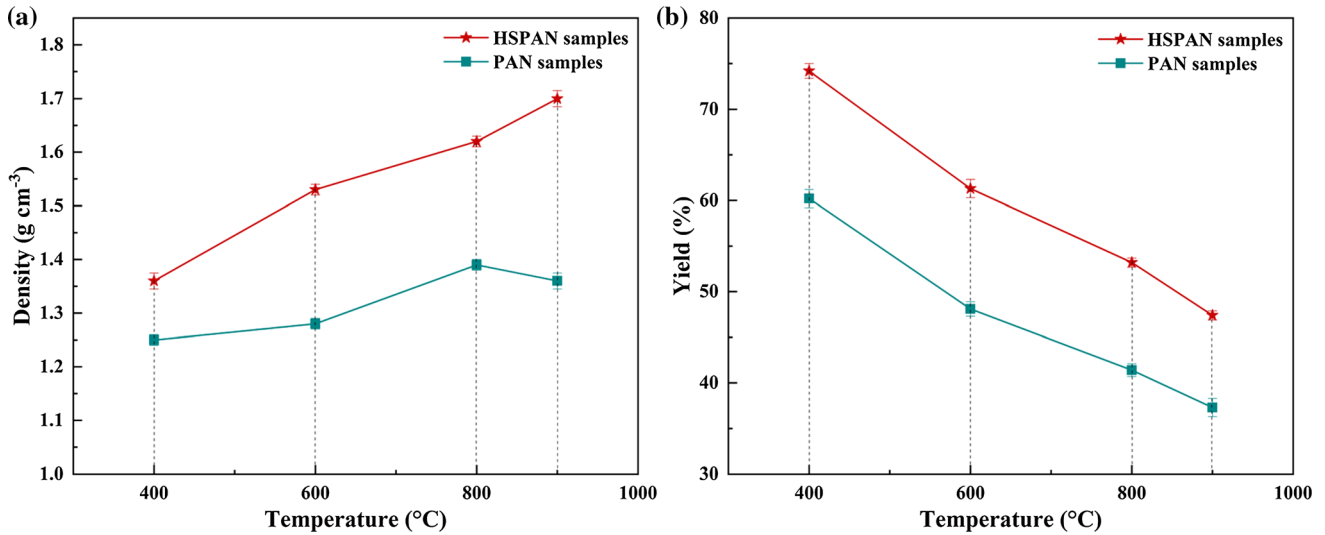 (a)
HSPAN samples
PAN samples
1.8
1.7
1.6
1.5
1.4
1.3
1.2
1.1
1.0
Density (g cm⁻³)
400
600
800
1000
Temperature (°C)
(b)
HSPAN samples
PAN samples
80
70
60
50
40
30
Yield (%)
400
600
800
1000
Temperature (°C)